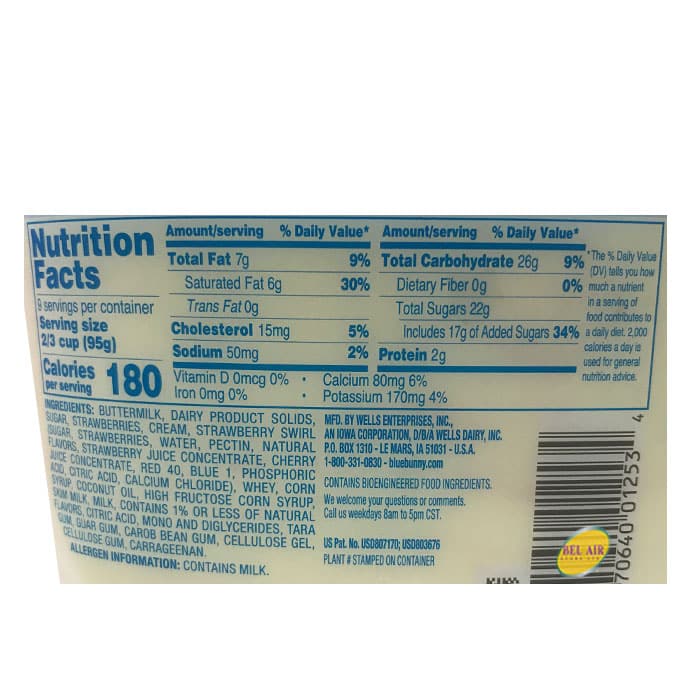 Nutrition
Facts
9 servings per container
Serving size
2/3 cup (95g)
Calories
per serving 180
Amount/serving % Daily Value*
Total Fat 7g 9%
Saturated Fat 6g 30%
Trans Fat 0g
Cholesterol 15mg 5%
Sodium 50mg 2%
Amount/serving % Daily Value*
Total Carbohydrate 26g 9%
Dietary Fiber 0g 0%
Total Sugars 22g
Includes 17g of Added Sugars 34%
Protein 2g
Vitamin D 0mcg 0% • Calcium 80mg 6%
Iron 0mg 0% • Potassium 170mg 4%
*The % Daily Value
(DV) tells you how
much a nutrient
in a serving of
food contributes to
a daily diet. 2,000
calories a day is
used for general
nutrition advice.
INGREDIENTS: BUTTERMILK, DAIRY PRODUCT SOLIDS,
SUGAR, STRAWBERRIES, CREAM, STRAWBERRY SWIRL
(SUGAR, STRAWBERRIES, WATER, PECTIN, NATURAL
FLAVORS, STRAWBERRY JUICE CONCENTRATE, CHERRY
JUICE CONCENTRATE, RED 40, BLUE 1, PHOSPHORIC
ACID, CITRIC ACID, CALCIUM CHLORIDE), WHEY, CORN
SYRUP, COCONUT OIL, HIGH FRUCTOSE CORN SYRUP,
SKIM MILK, MILK, CONTAINS 1% OR LESS OF NATURAL
FLAVORS, CITRIC ACID, MONO AND DIGLYCERIDES, TARA
GUM, GUAR GUM, CAROB BEAN GUM, CELLULOSE GEL,
CELLULOSE GUM, CARRAGEENAN.
ALLERGEN INFORMATION: CONTAINS MILK.
MFD. BY WELLS ENTERPRISES, INC.,
AN IOWA CORPORATION, D/B/A WELLS DAIRY, INC.
P.O. BOX 1310 - LE MARS, IA 51031 - U.S.A.
1-800-331-0830 - bluebunny.com
CONTAINS BIOENGINEERED FOOD INGREDIENTS.
We welcome your questions or comments.
Call us weekdays 8am to 5pm CST.
US Pat. No. USD807170; USD803676
PLANT # STAMPED ON CONTAINER
70640 01253 4
BEL AIR